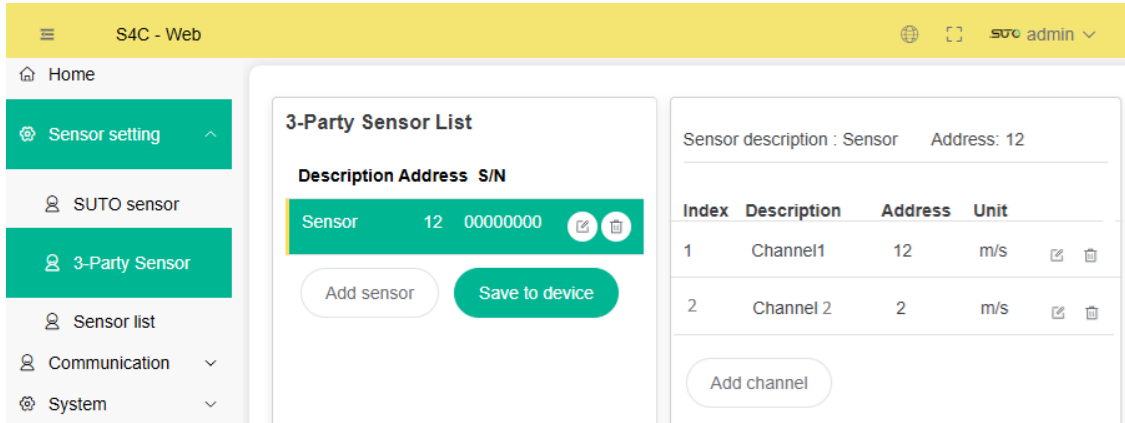 S4C - Web
SUTO admin
Home
Sensor setting
SUTO sensor
3-Party Sensor
Sensor list
Communication
System
3-Party Sensor List
Description Address S/N
Sensor 12 00000000
Add sensor Save to device
Sensor description : Sensor Address: 12
Index Description Address Unit
1 Channel1 12 m/s
2 Channel 2 2 m/s
Add channel